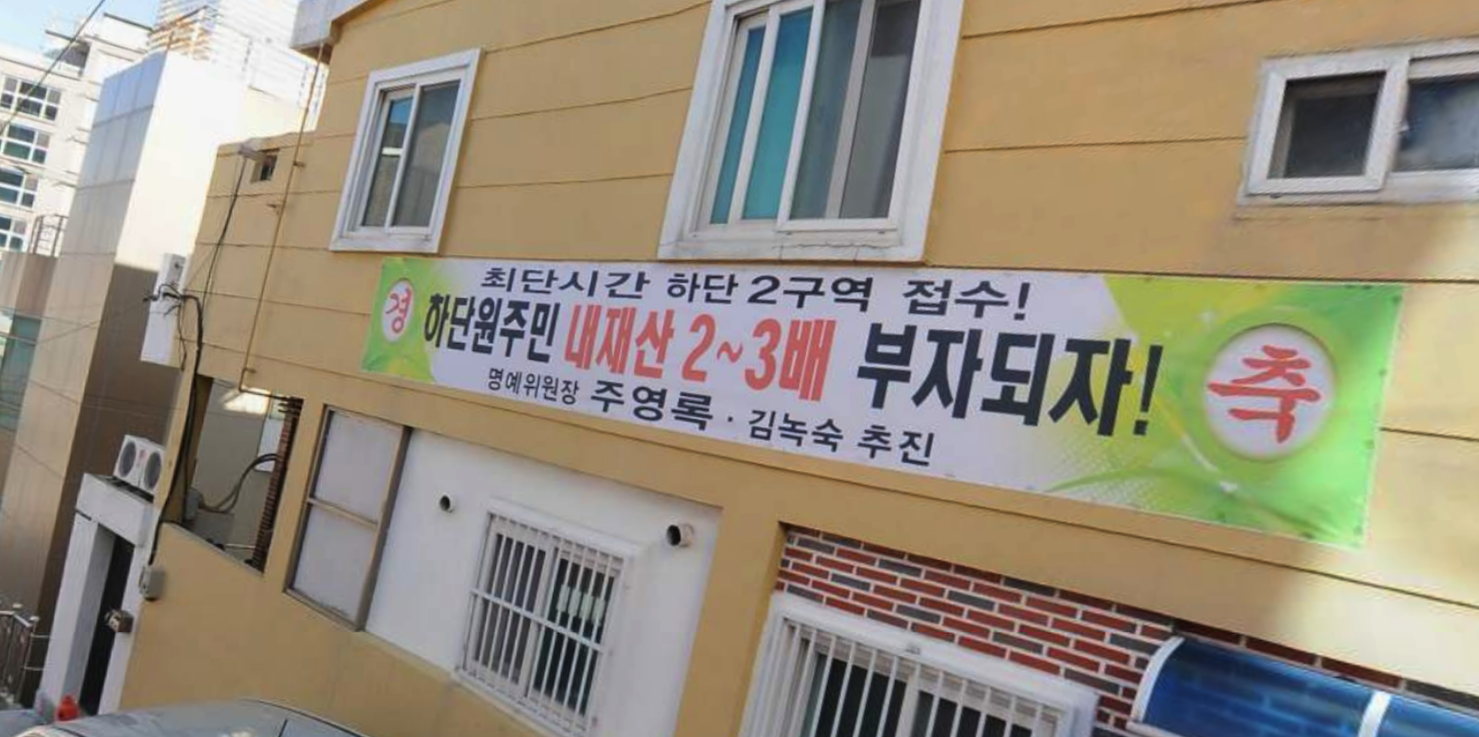 최단시간 하단2구역 접수!
경 하단원주민 내재산 2~3배 부자되자! 축
명예위원장 주영록 · 김녹숙 추진